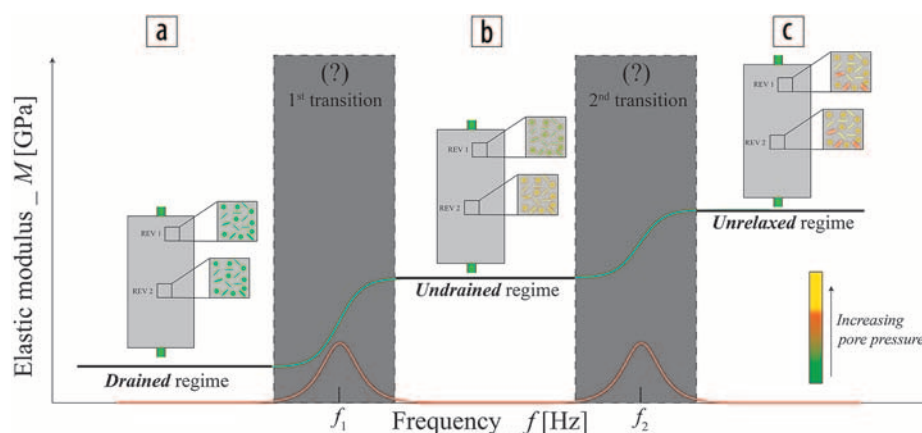 a
b
c
(?)
1st transition
(?)
2nd transition
REV 1
REV 2
REV 1
REV 2
REV 1
REV 2
Drained regime
Undrained regime
Unrelaxed regime
Increasing
pore pressure
Elastic modulus _ M [GPa]
f1
Frequency _ f [Hz]
f2